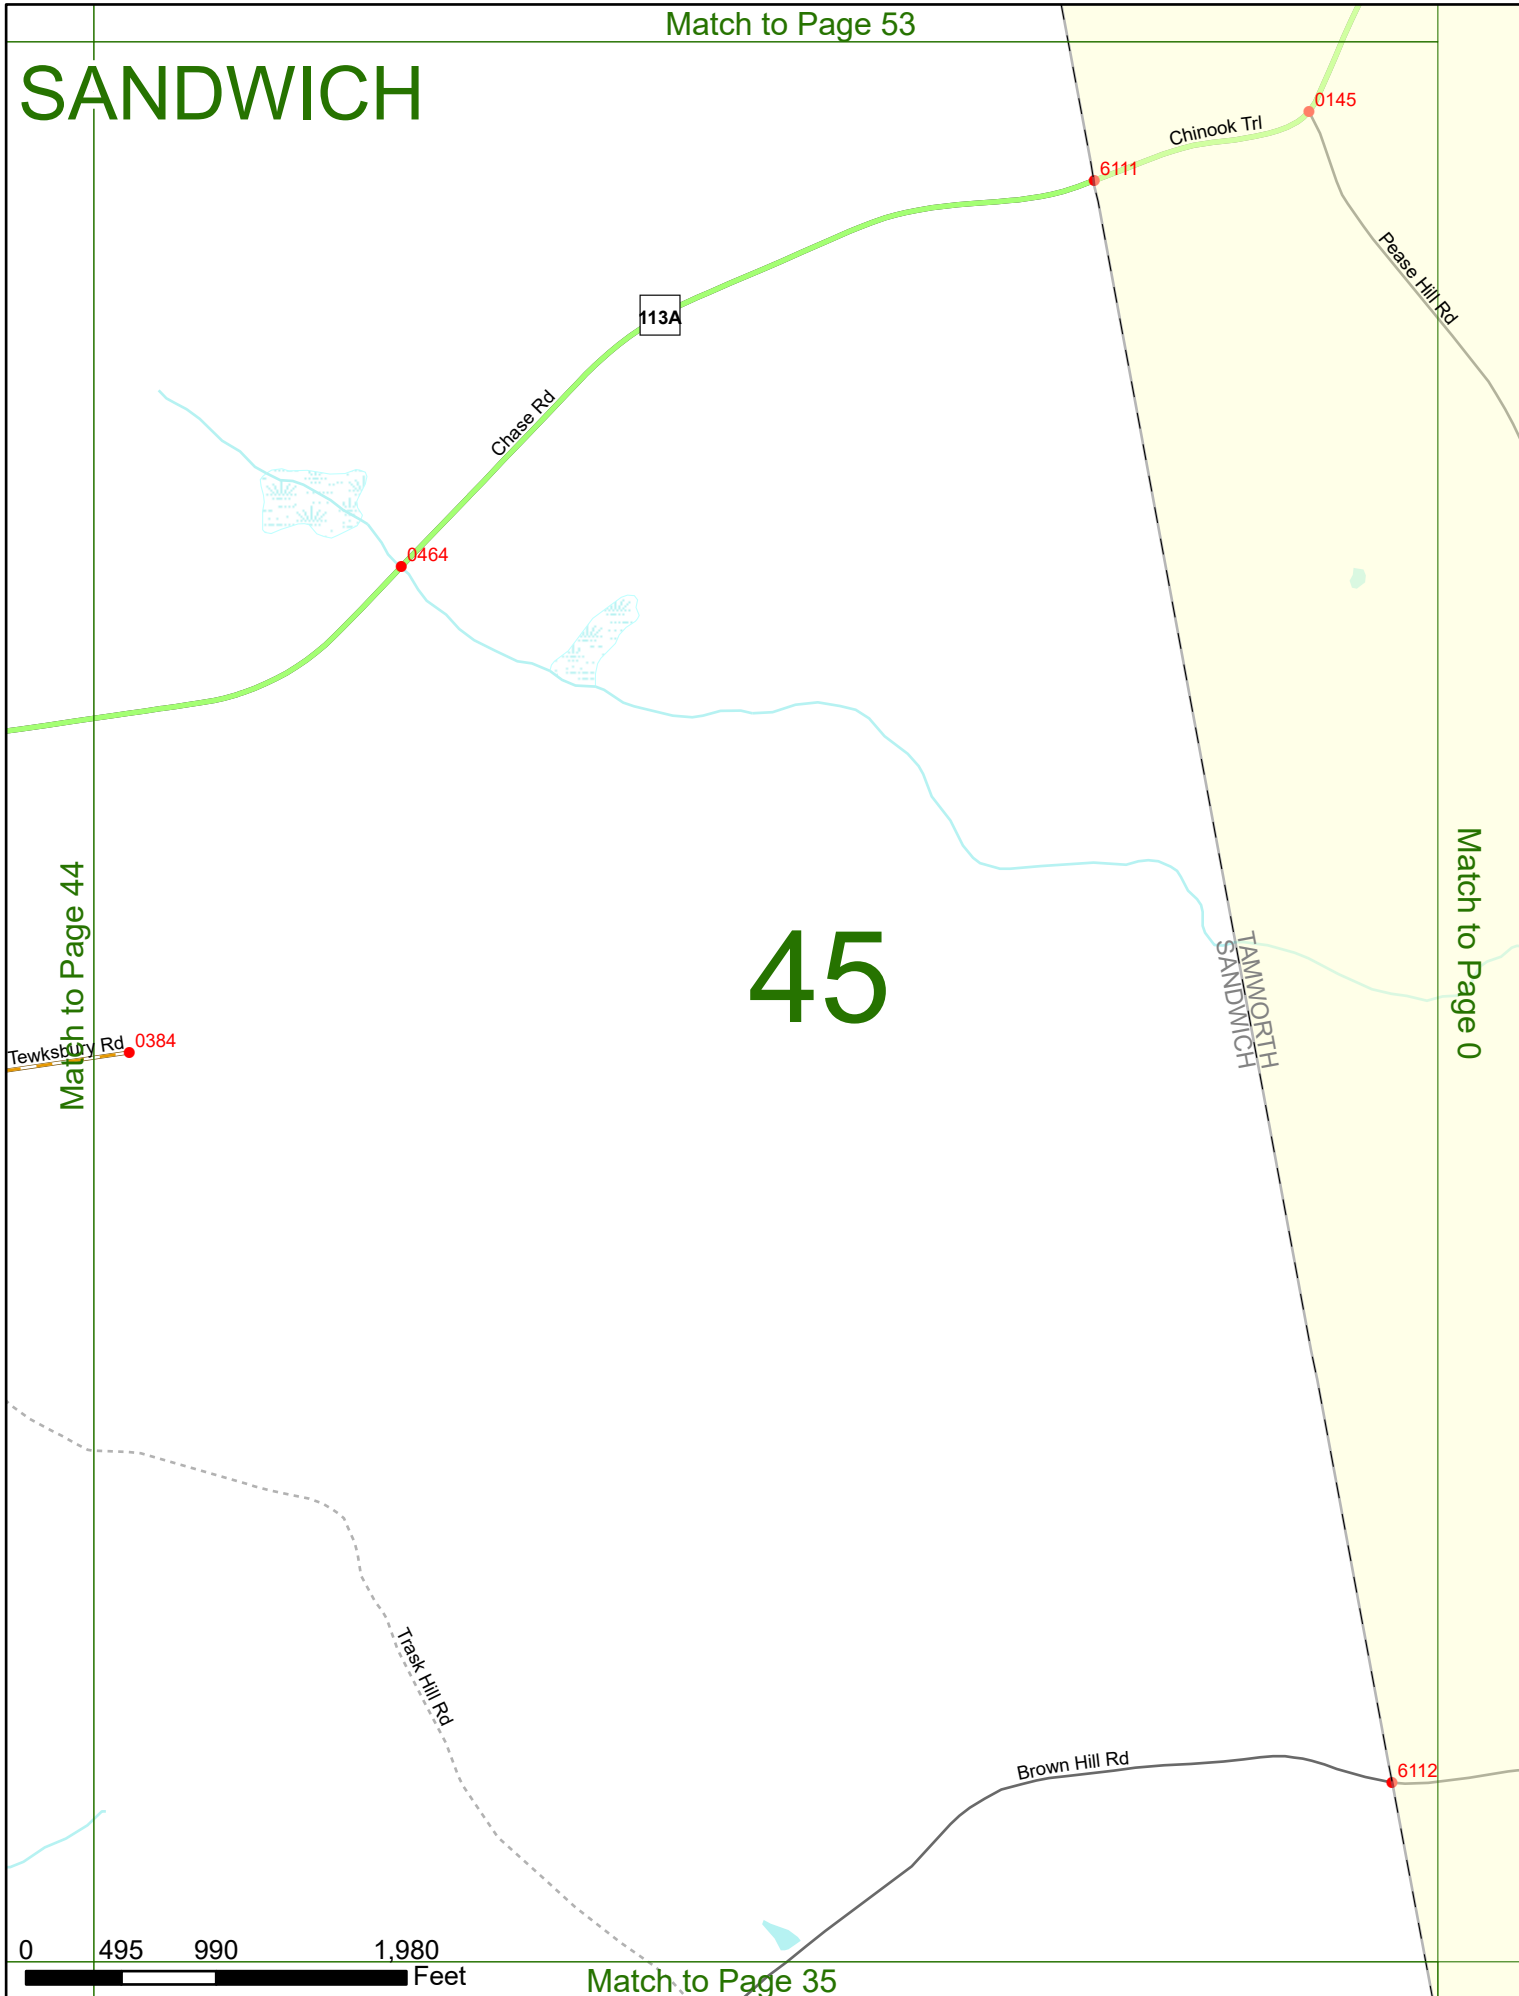 Match to Page 53
SANDWICH
0145
Chinook Trl
6111
Pease Hill Rd
113A
Chase Rd
0464
Match to Page 44
Match to Page 0
45
TAMWORTH
SANDWICH
Tewksbury Rd
0384
Trask Hill Rd
Brown Hill Rd
6112
0 495 990 1,980
Feet
Match to Page 35